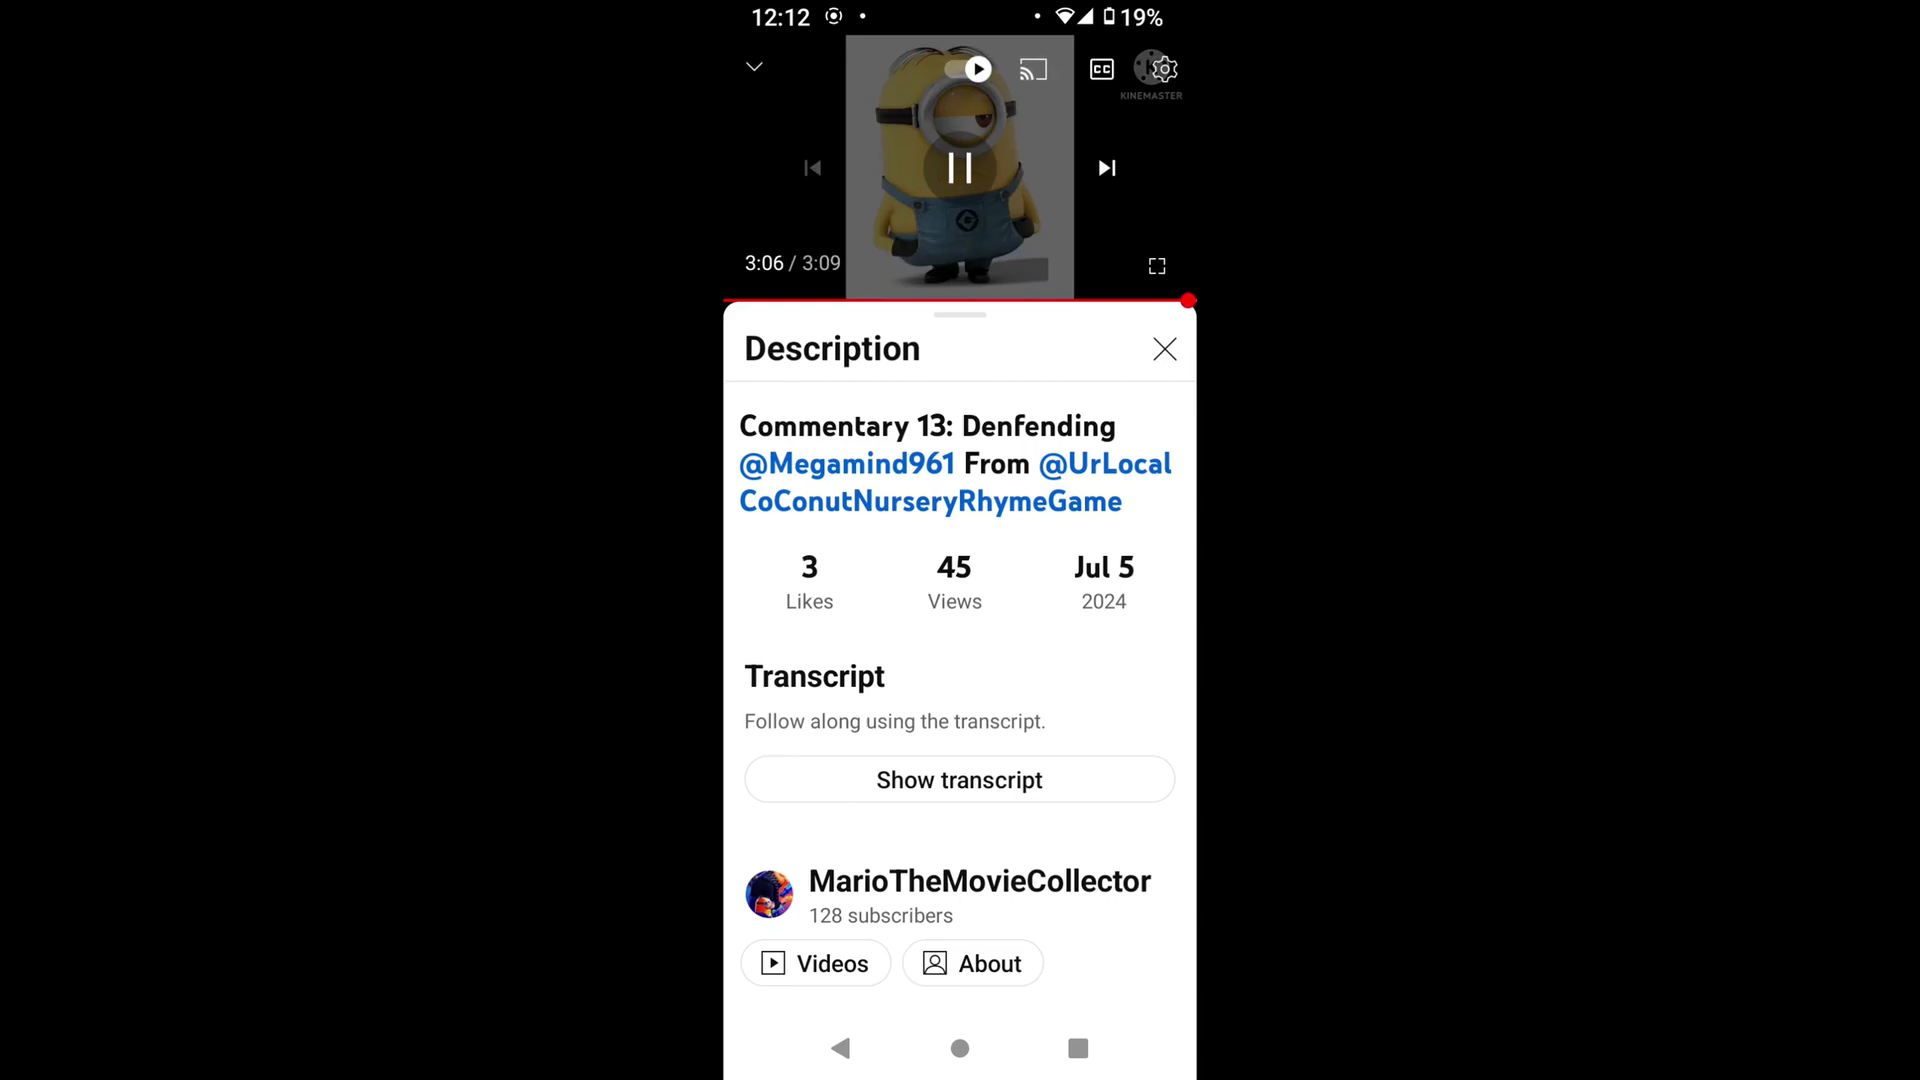 12:12
19%
CC
KINEMASTER
3:06 / 3:09
Description
Commentary 13: Denfending
@Megamind961 From @UrLocal
CoConutNurseryRhymeGame
3 45 Jul 5
Likes Views 2024
Transcript
Follow along using the transcript.
Show transcript
MarioTheMovieCollector
128 subscribers
Videos About